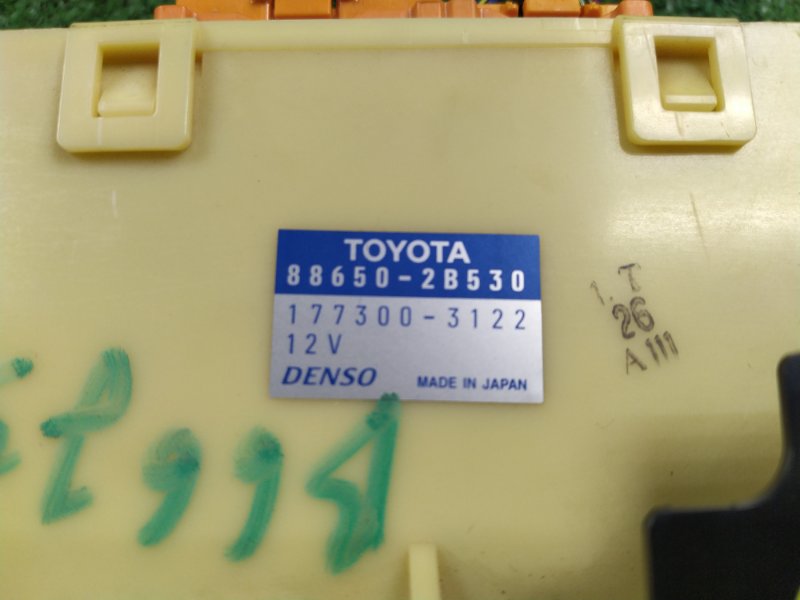 TOYOTA
88650-2B530
177300-3122
12V
DENSO MADE IN JAPAN
1. T
26
A111